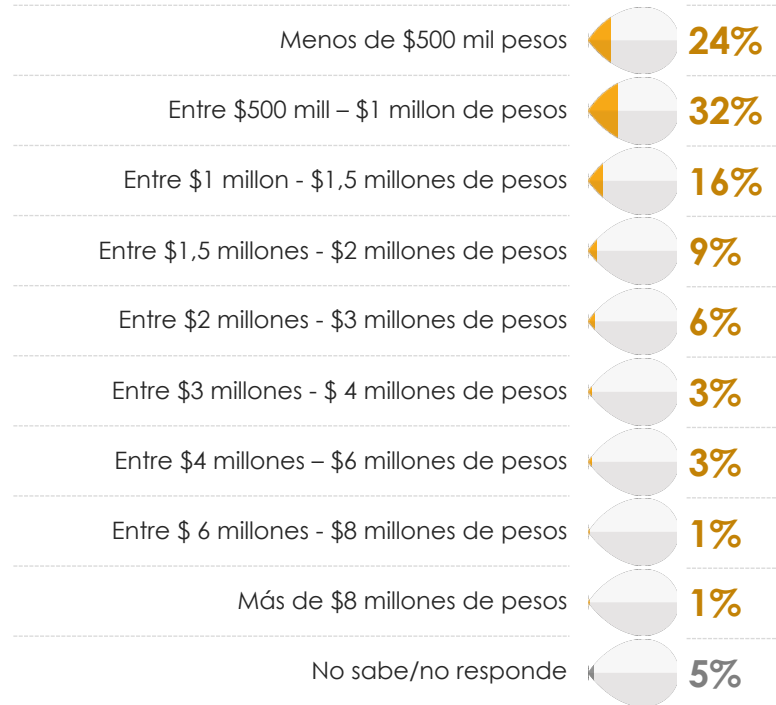 Menos de $500 mil pesos 24%
Entre $500 mill – $1 millon de pesos 32%
Entre $1 millon - $1,5 millones de pesos 16%
Entre $1,5 millones - $2 millones de pesos 9%
Entre $2 millones - $3 millones de pesos 6%
Entre $3 millones - $ 4 millones de pesos 3%
Entre $4 millones – $6 millones de pesos 3%
Entre $ 6 millones - $8 millones de pesos 1%
Más de $8 millones de pesos 1%
No sabe/no responde 5%